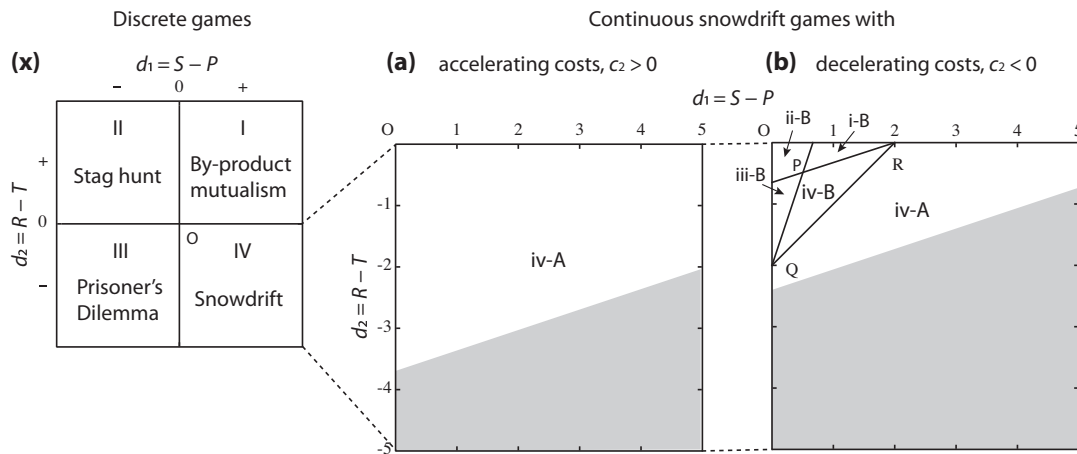 Discrete games
Continuous snowdrift games with
(x)
d₁ = S – P
– 0 +
+
0
–
d₂ = R – T
II
Stag hunt
I
By-product
mutualism
III
Prisoner's
Dilemma
O
IV
Snowdrift
(a) accelerating costs, c₂ > 0
(b) decelerating costs, c₂ < 0
d₁ = S – P
O 1 2 3 4 5
-1
-2
-3
-4
-5
d₂ = R – T
iv-A
O 1 2 3 4 5
ii-B
i-B
P
R
iii-B
iv-B
iv-A
Q